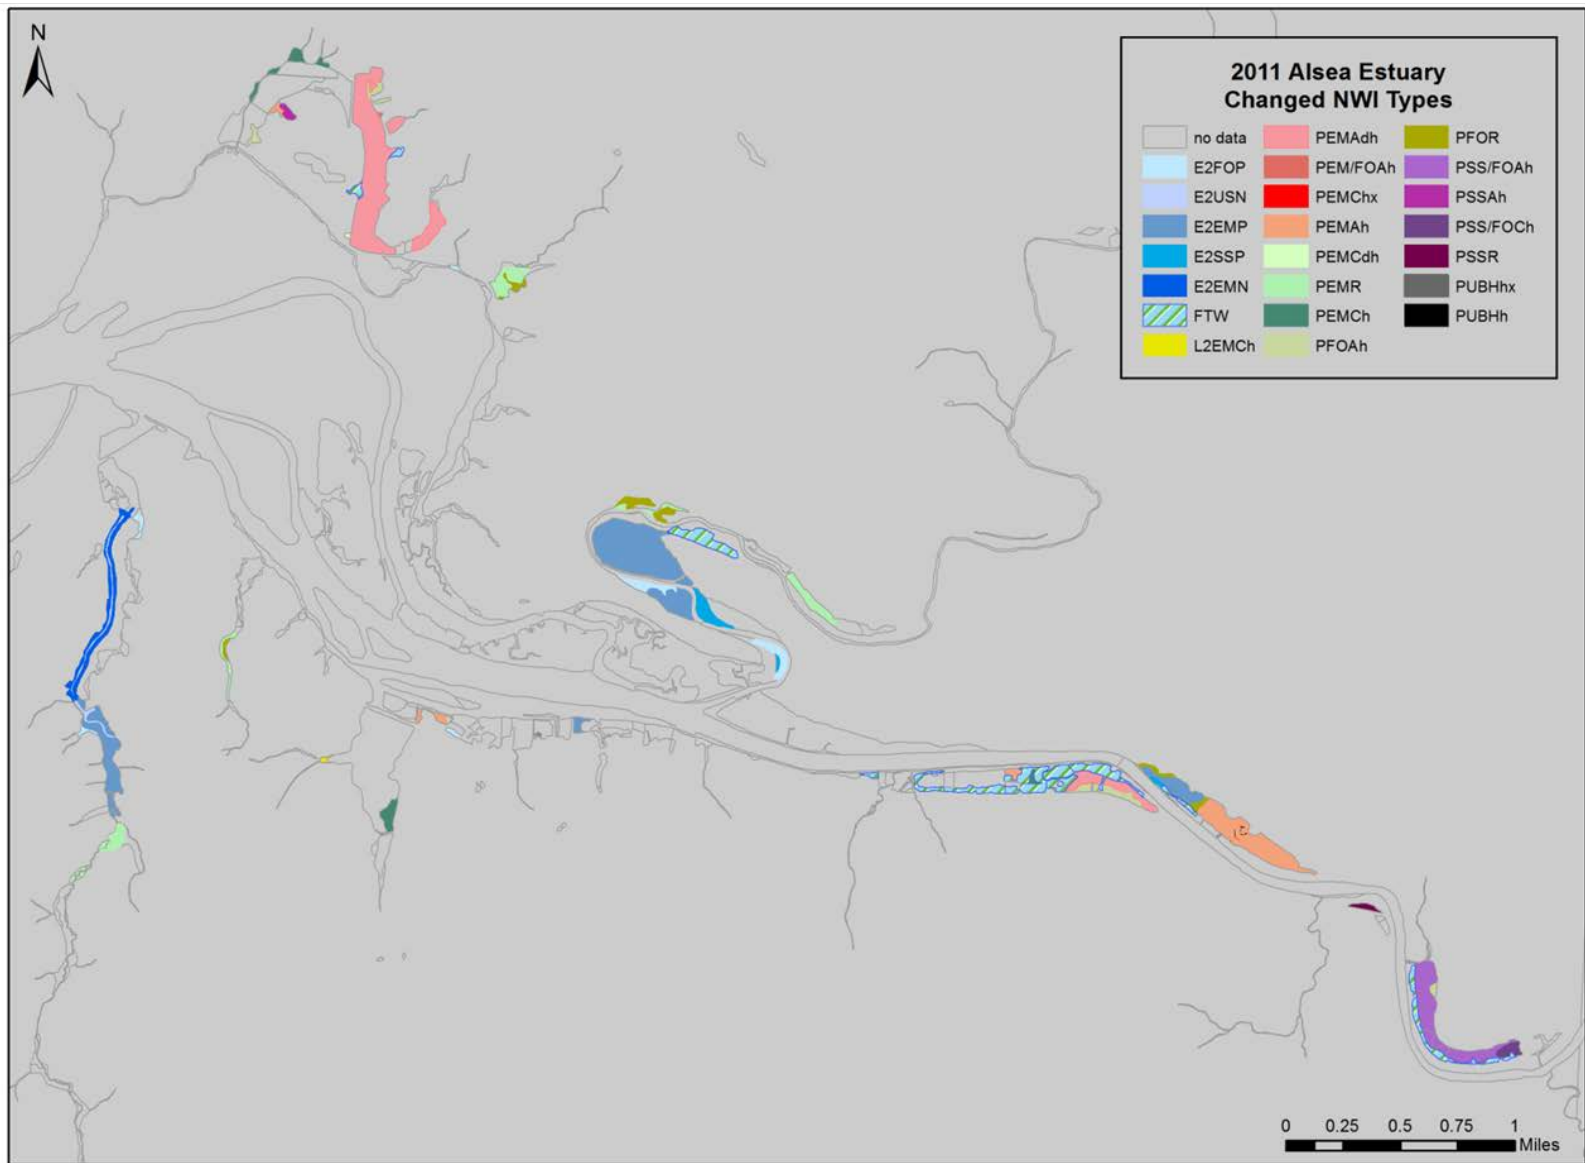 N
2011 Alsea Estuary
Changed NWI Types
no data
E2FOP
E2USN
E2EMP
E2SSP
E2EMN
FTW
L2EMCh
PEMAdh
PEM/FOAh
PEMChx
PEMAh
PEMCdh
PEMR
PEMCh
PFOAh
PFOR
PSS/FOAh
PSSAh
PSS/FOCh
PSSR
PUBHhx
PUBHh
0 0.25 0.5 0.75 1
Miles